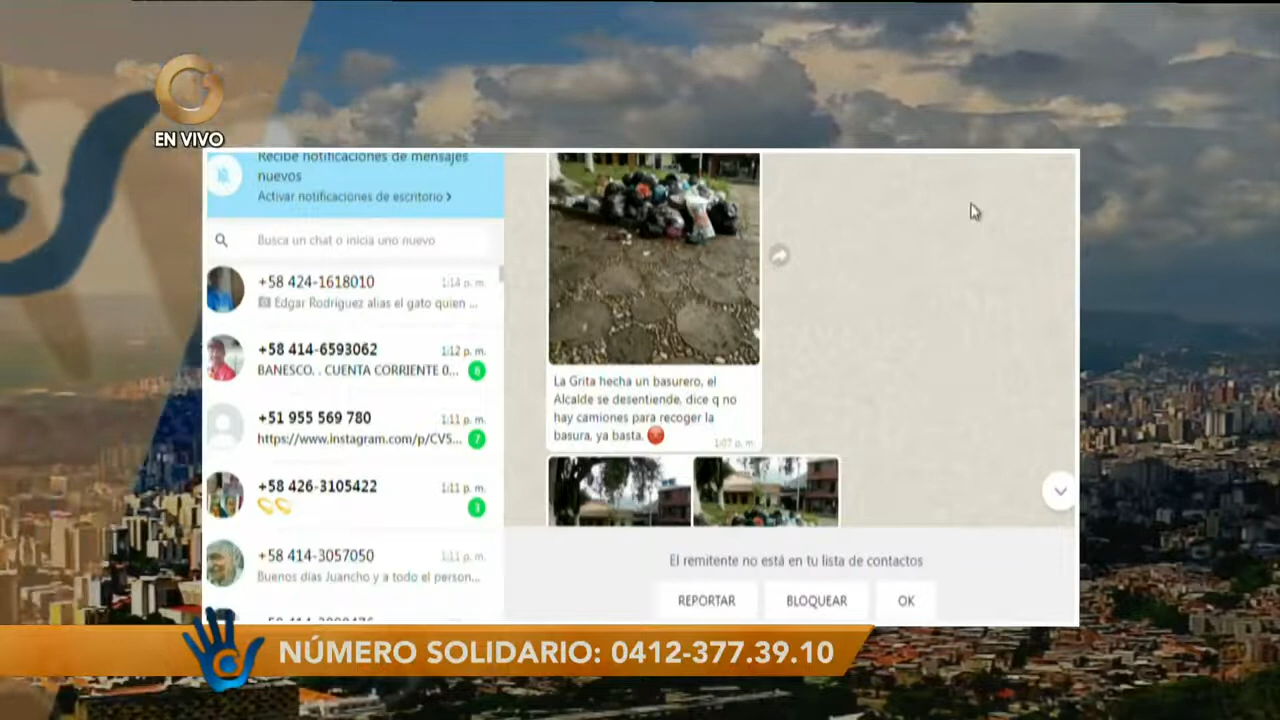 EN VIVO
Recibe notificaciones de mensajes
nuevos
Activar notificaciones de escritorio
Busca un chat o inicia uno nuevo
+58 424-1618010
1:14 p. m.
Edgar Rodriguez alias el gato quien ...
+58 414-6593062
1:12 p. m.
BANESCO. . CUENTA CORRIENTE 0...
6
+51 955 569 780
1:11 p. m.
https://www.instagram.com/p/CV5...
7
+58 426-3105422
1:11 p. m.
3
+58 414-3057050
1:11 p. m.
Buenos dias Juancho y a todo el person...
La Grita hecha un basurero, el
Alcalde se desentiende, dice q no
hay camiones para recoger la
basura, ya basta.
1:07 p. m.
El remitente no está en tu lista de contactos
REPORTAR
BLOQUEAR
OK
NÚMERO SOLIDARIO: 0412-377.39.10